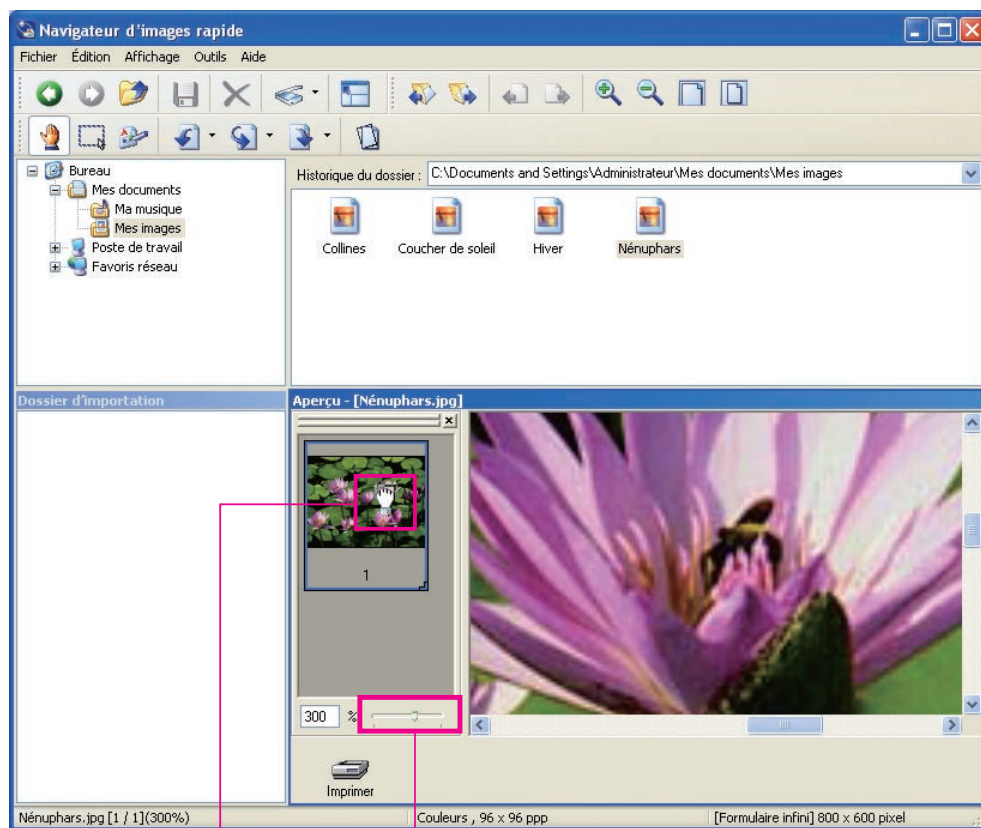 Navigateur d'images rapide
Fichier Édition Affichage Outils Aide
Bureau
Mes documents
Ma musique
Mes images
Poste de travail
Favoris réseau
Historique du dossier : C:\Documents and Settings\Administrateur\Mes documents\Mes images
Collines Coucher de soleil Hiver Nénuphars
Dossier d'importation
Aperçu - [Nénuphars.jpg]
1
300 %
Imprimer
Nénuphars.jpg [1 / 1](300%) Couleurs , 96 x 96 ppp [Formulaire infini] 800 x 600 pixel